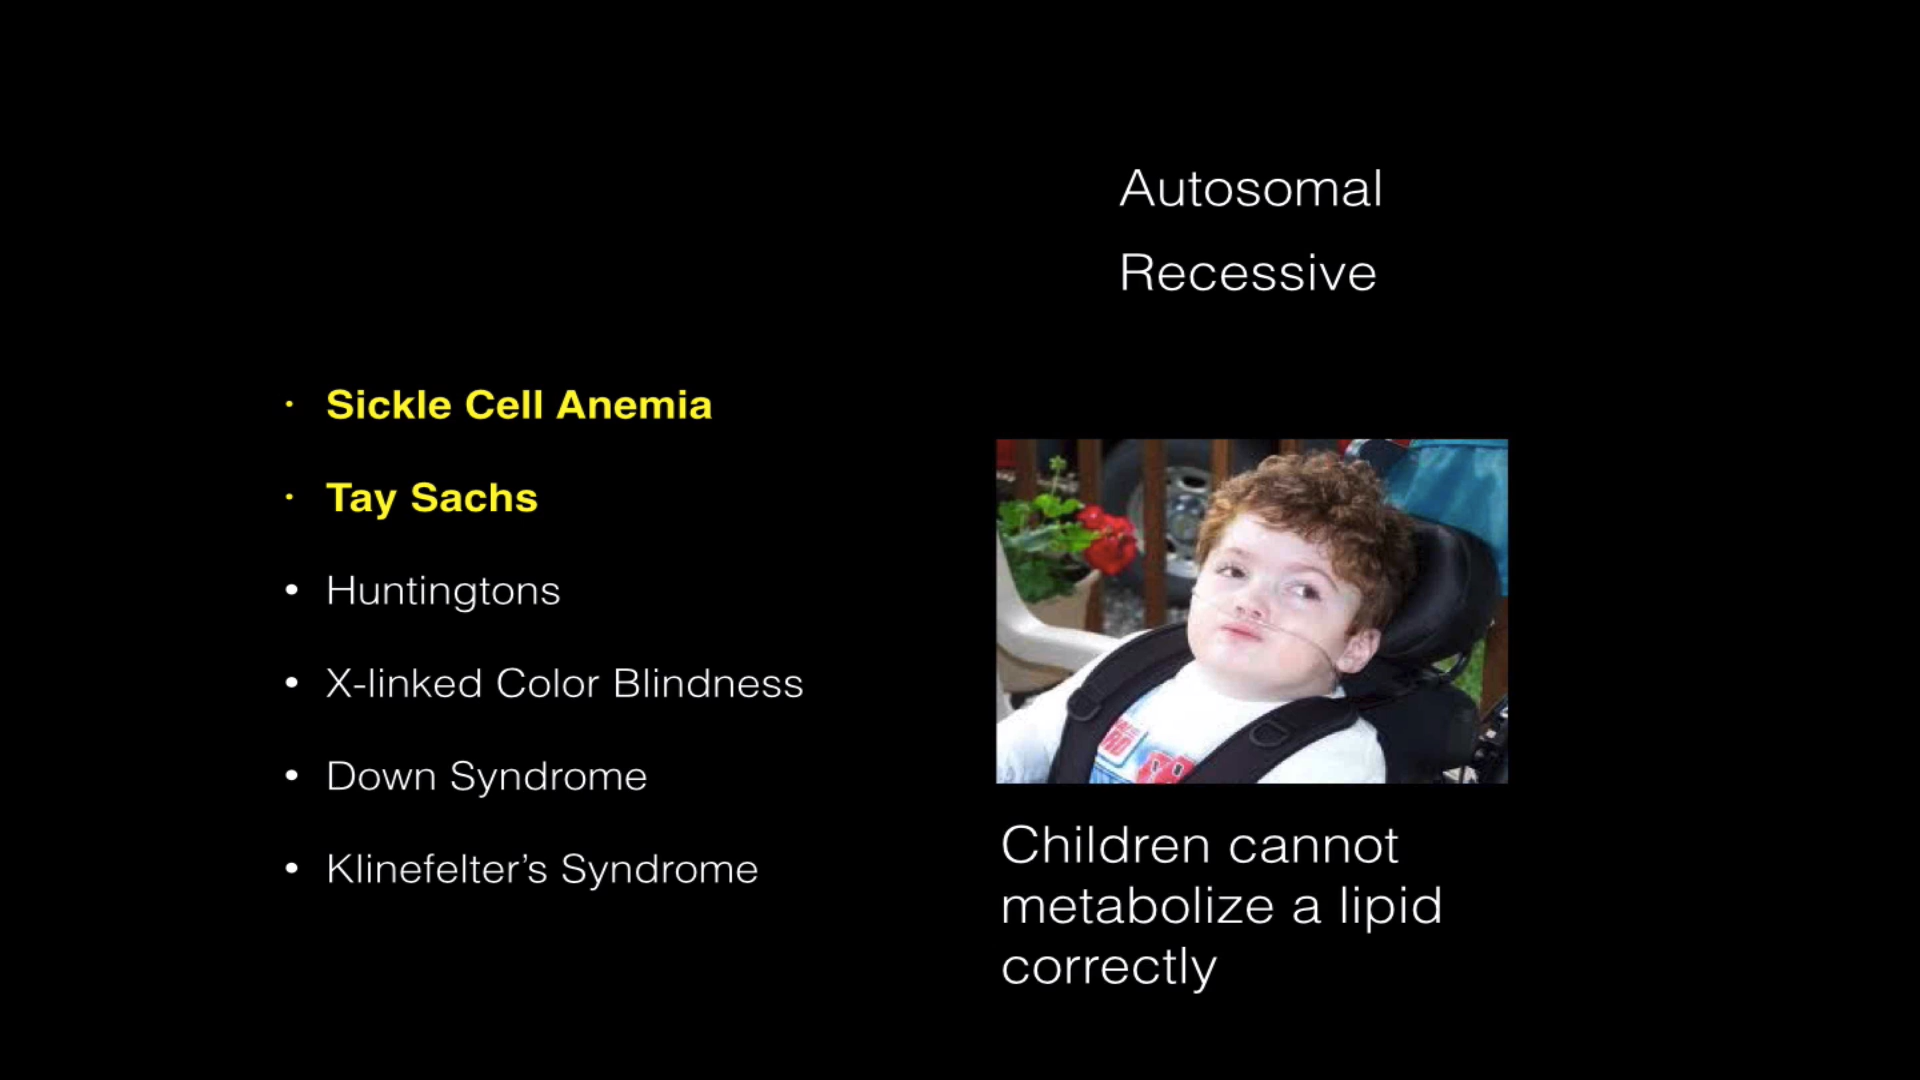 Autosomal
Recessive
• Sickle Cell Anemia
• Tay Sachs
• Huntingtons
• X-linked Color Blindness
• Down Syndrome
• Klinefelter’s Syndrome
Children cannot
metabolize a lipid
correctly